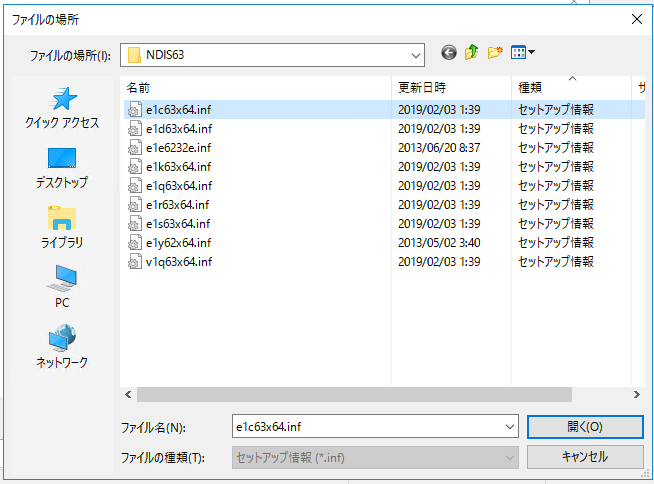 ファイルの場所
ファイルの場所(I):
NDIS63
クイック アクセス
デスクトップ
ライブラリ
PC
ネットワーク
名前 更新日時 種類 サ
e1c63x64.inf 2019/02/03 1:39 セットアップ情報
e1d63x64.inf 2019/02/03 1:39 セットアップ情報
e1e6232e.inf 2013/06/20 8:37 セットアップ情報
e1k63x64.inf 2019/02/03 1:39 セットアップ情報
e1q63x64.inf 2019/02/03 1:39 セットアップ情報
e1r63x64.inf 2019/02/03 1:39 セットアップ情報
e1s63x64.inf 2019/02/03 1:39 セットアップ情報
e1y62x64.inf 2013/05/02 3:40 セットアップ情報
v1q63x64.inf 2019/02/03 1:39 セットアップ情報
ファイル名(N): e1c63x64.inf 開く(O)
ファイルの種類(T): セットアップ情報 (*.inf) キャンセル